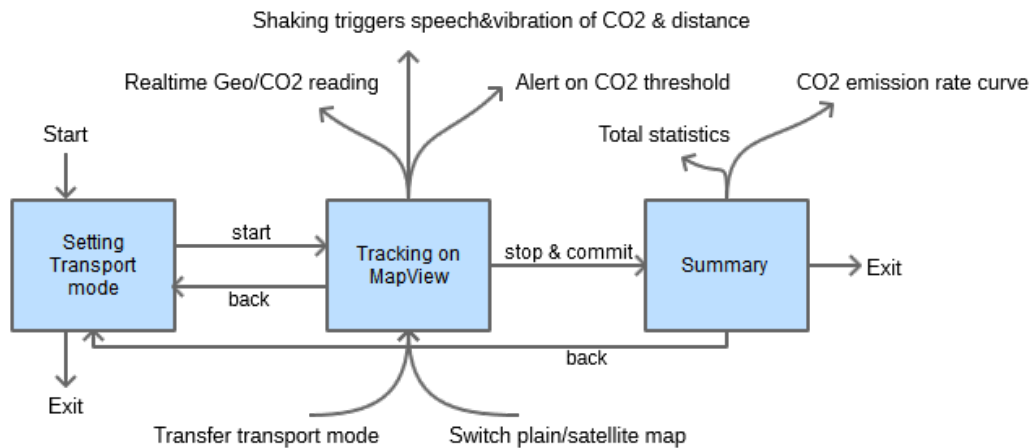 Shaking triggers speech&vibration of CO2 & distance
Realtime Geo/CO2 reading
Alert on CO2 threshold
CO2 emission rate curve
Start
Total statistics
Setting
Transport
mode
start
back
Tracking on
MapView
stop & commit
Summary
Exit
back
Exit
Transfer transport mode
Switch plain/satellite map